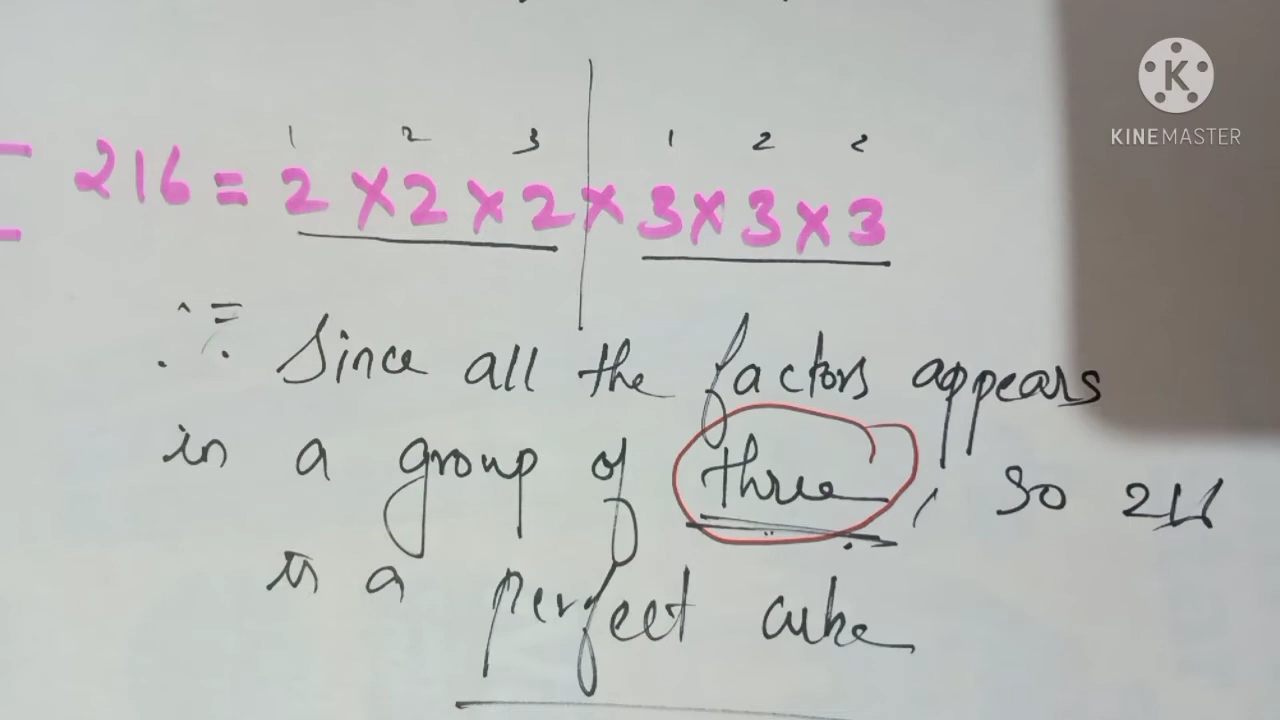 1 2 3 1 2 2
= 216 = 2 × 2 × 2 × 3 × 3 × 3
Since all the factors appears
in a group of three, so 216
is a perfect cube
KINEMASTER